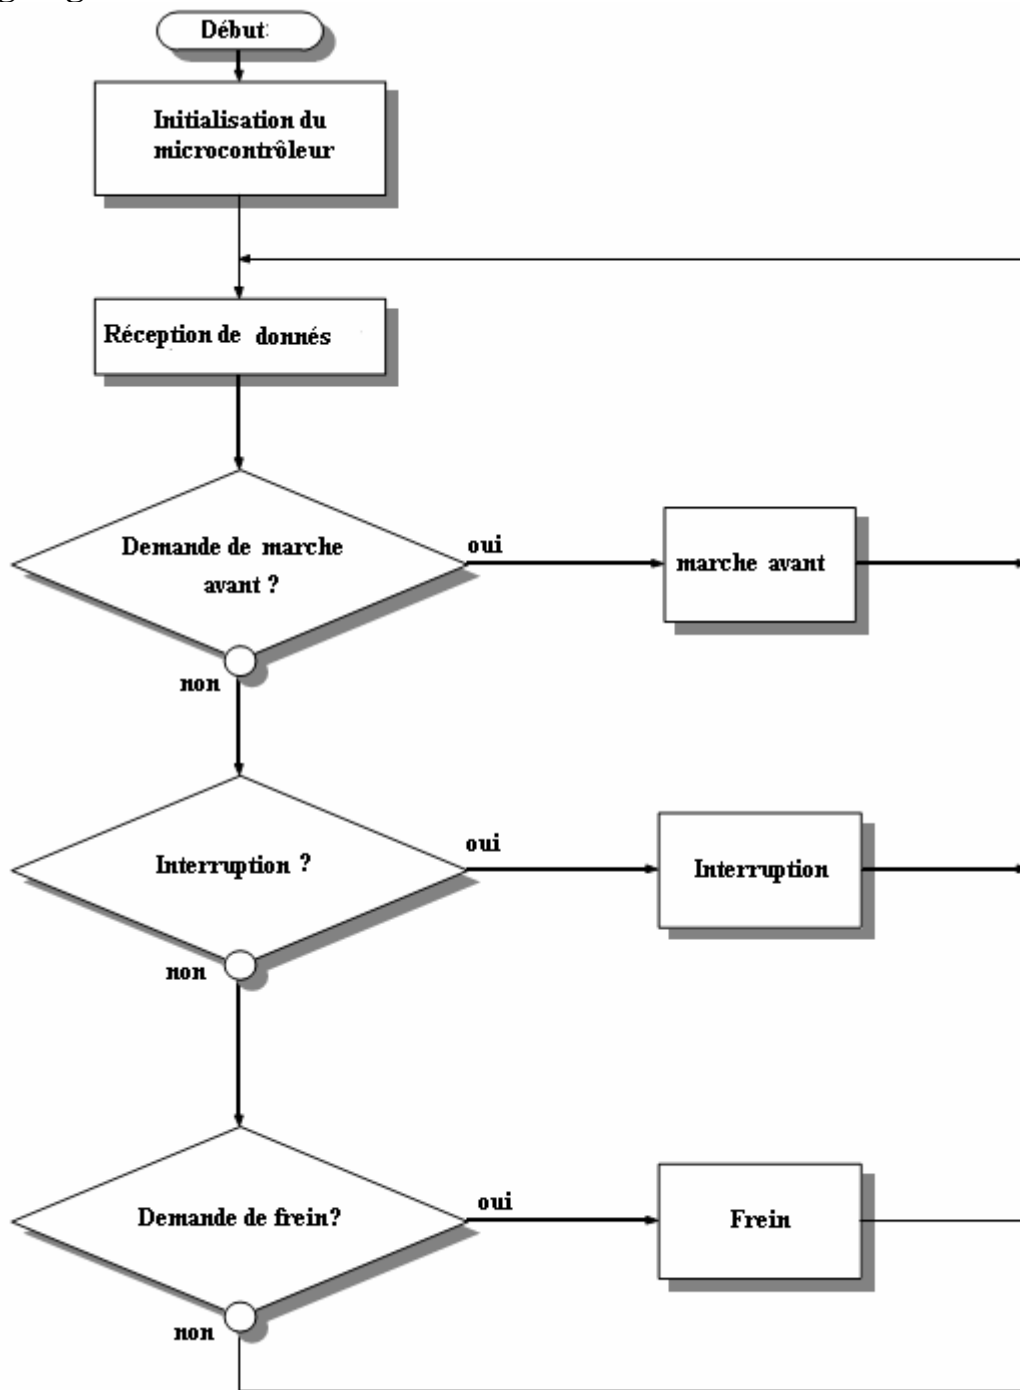 Début:
Initialisation du
microcontrôleur
Réception de donnés
Demande de marche
avant ?
oui
marche avant
non
Interruption ?
oui
Interruption
non
Demande de frein?
oui
Frein
non